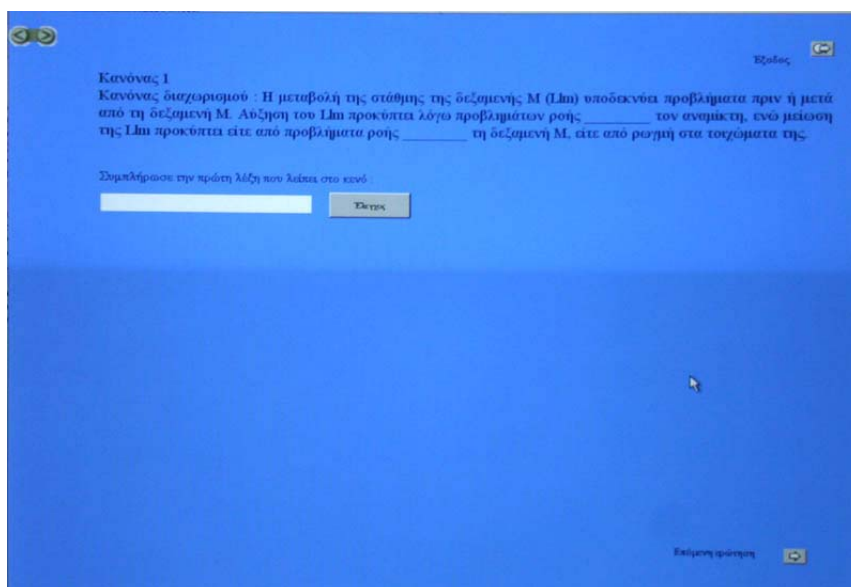 Έξοδος
Κανόνας 1
Κανόνας διαχωρισμού : Η μεταβολή της στάθμης της δεξαμενής Μ (Llm) υποδεκνύει προβλήματα πριν ή μετά
από τη δεξαμενή Μ. Αύξηση του Llm προκύπτει λόγω προβλημάτων ροής ________ τον αναμίκτη, ενώ μείωση
της Llm προκύπτει είτε από προβλήματα ροής ________ τη δεξαμενή Μ, είτε από ρωγμή στα τοιχώματα της.
Συμπλήρωσε την πρώτη λέξη που λείπει στο κενό :
Έλεγχος
Επόμενη ερώτηση